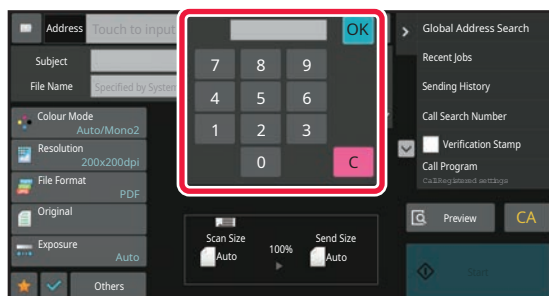 Address
Touch to input
OK
Global Address Search
Subject
Recent Jobs
File Name
Specified by System
Sending History
7 8 9
4 5 6
1 2 3
0
C
Call Search Number
Verification Stamp
Call Program
CallRegistered settings
Colour Mode
Auto/Mono2
Resolution
200x200dpi
File Format
PDF
Original
Exposure
Auto
Others
Scan Size
Auto
100%
Send Size
Auto
Preview
CA
Start